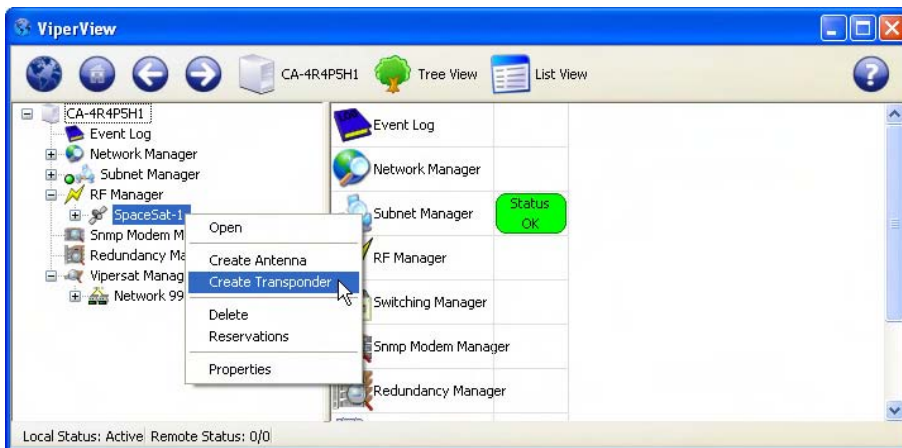 ViperView
CA-4R4P5H1 Tree View List View
CA-4R4P5H1
Event Log
Network Manager
Subnet Manager
RF Manager
SpaceSat-1
Snmp Modem M
Redundancy Ma
Vipersat Manag
Network 99
Open
Create Antenna
Create Transponder
Delete
Reservations
Properties
LOG
Event Log
Network Manager
Subnet Manager
Status
OK
RF Manager
Switching Manager
Snmp Modem Manager
Redundancy Manager
Local Status: Active Remote Status: 0/0